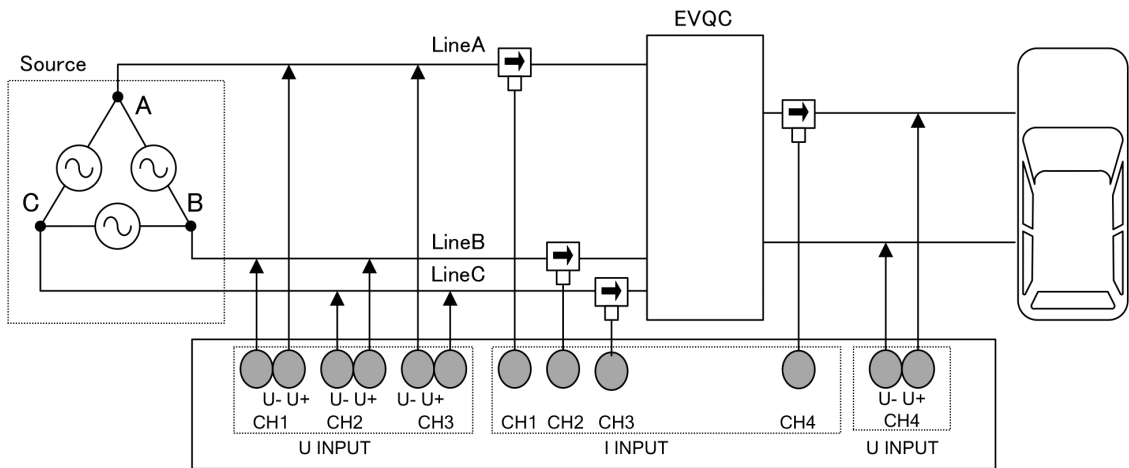 EVQC
LineA
Source
A
C
B
LineB
LineC
U- U+ U- U+ U- U+ U- U+
CH1 CH2 CH3 CH1 CH2 CH3 CH4 CH4
U INPUT I INPUT U INPUT